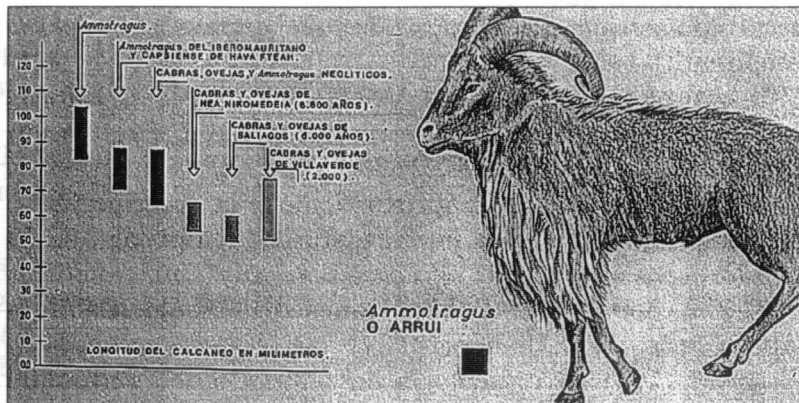 Ammotragus.
Ammotragus DEL IBEROMAURITANO
Y CAPSIENSE DE HAVA FTEAH.
CABRAS, OVEJAS, Y Ammotragus NEOLITICOS.
CABRAS Y OVEJAS DE
NEA NIKOMEDEIA (8.800 AÑOS).
CABRAS Y OVEJAS DE
SALIAGOS (6.000 AÑOS).
CABRAS Y OVEJAS
DE VILLAVERDE
(2.000).
120
110
100
90
80
70
60
50
40
30
20
10
00
LONGITUD DEL CALCANEO EN MILIMETROS.
Ammotragus
O ARRUI